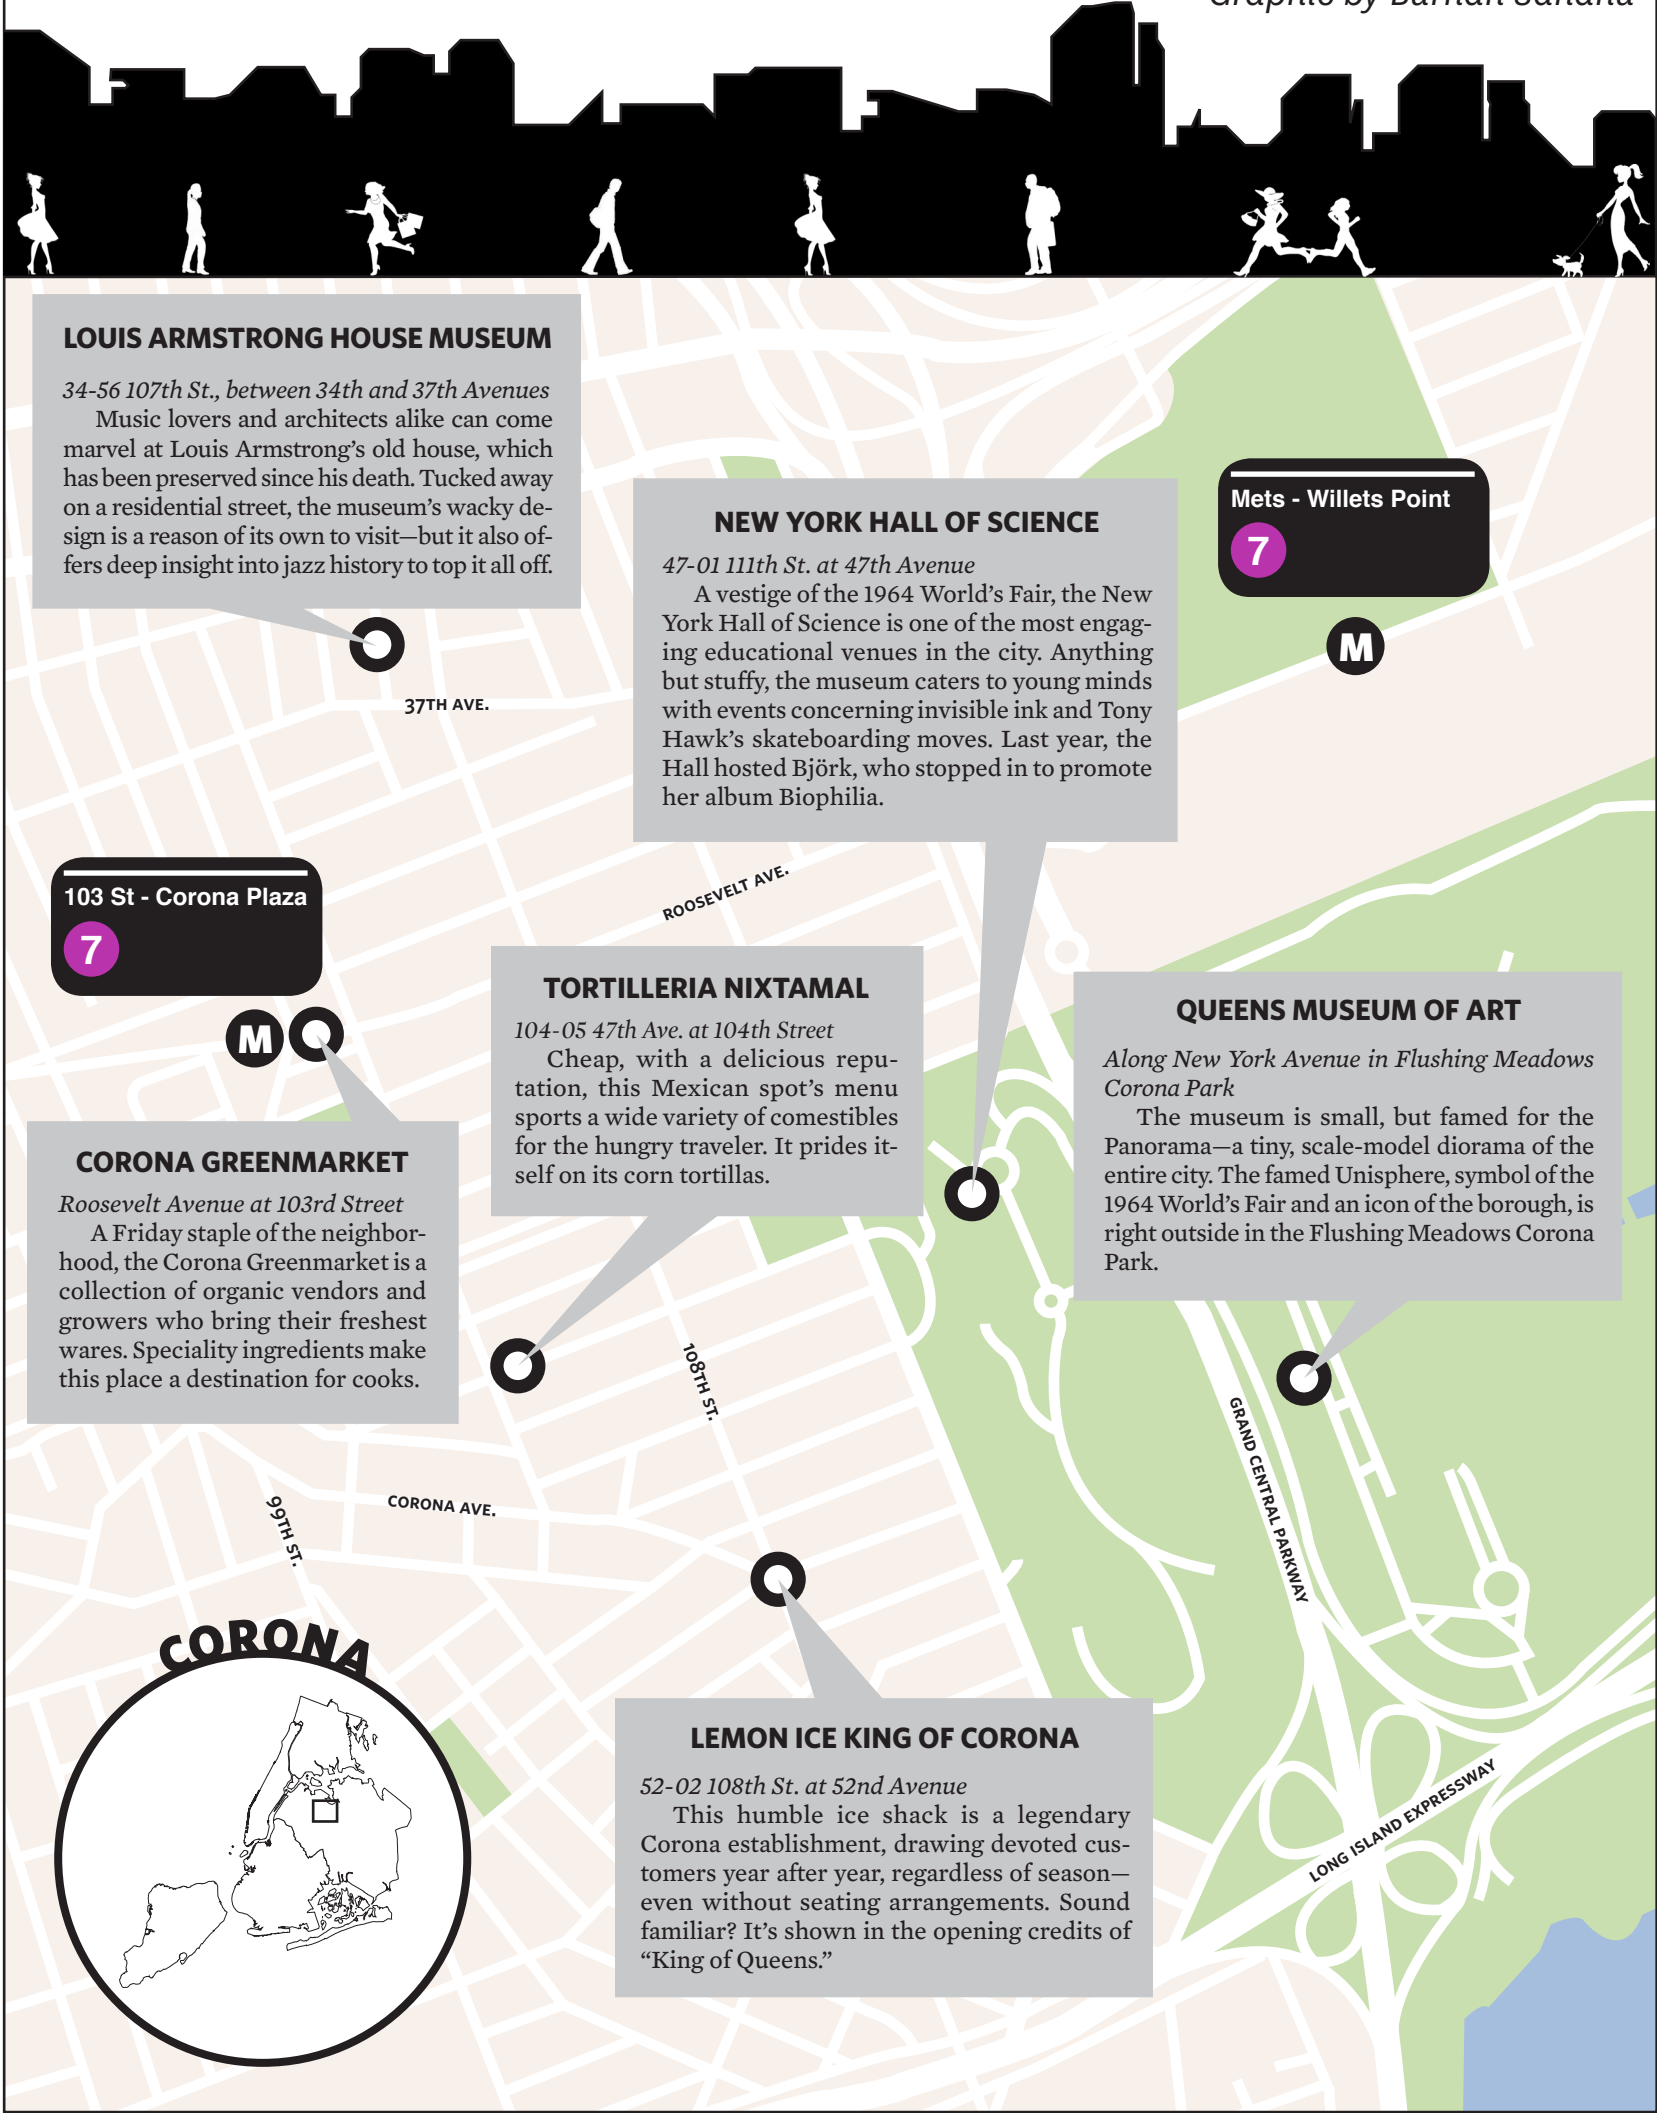 LOUIS ARMSTRONG HOUSE MUSEUM
34-56 107th St., between 34th and 37th Avenues
Music lovers and architects alike can come
marvel at Louis Armstrong’s old house, which
has been preserved since his death. Tucked away
on a residential street, the museum’s wacky de-
sign is a reason of its own to visit—but it also of-
fers deep insight into jazz history to top it all off.
NEW YORK HALL OF SCIENCE
47-01 111th St. at 47th Avenue
A vestige of the 1964 World’s Fair, the New
York Hall of Science is one of the most engag-
ing educational venues in the city. Anything
but stuffy, the museum caters to young minds
with events concerning invisible ink and Tony
Hawk’s skateboarding moves. Last year, the
Hall hosted Björk, who stopped in to promote
her album Biophilia.
Mets - Willets Point
7
M
37TH AVE.
ROOSEVELT AVE.
103 St - Corona Plaza
7
M
TORTILLERIA NIXTAMAL
104-05 47th Ave. at 104th Street
Cheap, with a delicious repu-
tation, this Mexican spot’s menu
sports a wide variety of comestibles
for the hungry traveler. It prides it-
self on its corn tortillas.
QUEENS MUSEUM OF ART
Along New York Avenue in Flushing Meadows
Corona Park
The museum is small, but famed for the
Panorama—a tiny, scale-model diorama of the
entire city. The famed Unisphere, symbol of the
1964 World’s Fair and an icon of the borough, is
right outside in the Flushing Meadows Corona
Park.
CORONA GREENMARKET
Roosevelt Avenue at 103rd Street
A Friday staple of the neighbor-
hood, the Corona Greenmarket is a
collection of organic vendors and
growers who bring their freshest
wares. Speciality ingredients make
this place a destination for cooks.
108TH ST.
GRAND CENTRAL PARKWAY
99TH ST.
CORONA AVE.
CORONA
LEMON ICE KING OF CORONA
52-02 108th St. at 52nd Avenue
This humble ice shack is a legendary
Corona establishment, drawing devoted cus-
tomers year after year, regardless of season—
even without seating arrangements. Sound
familiar? It’s shown in the opening credits of
“King of Queens.”
LONG ISLAND EXPRESSWAY